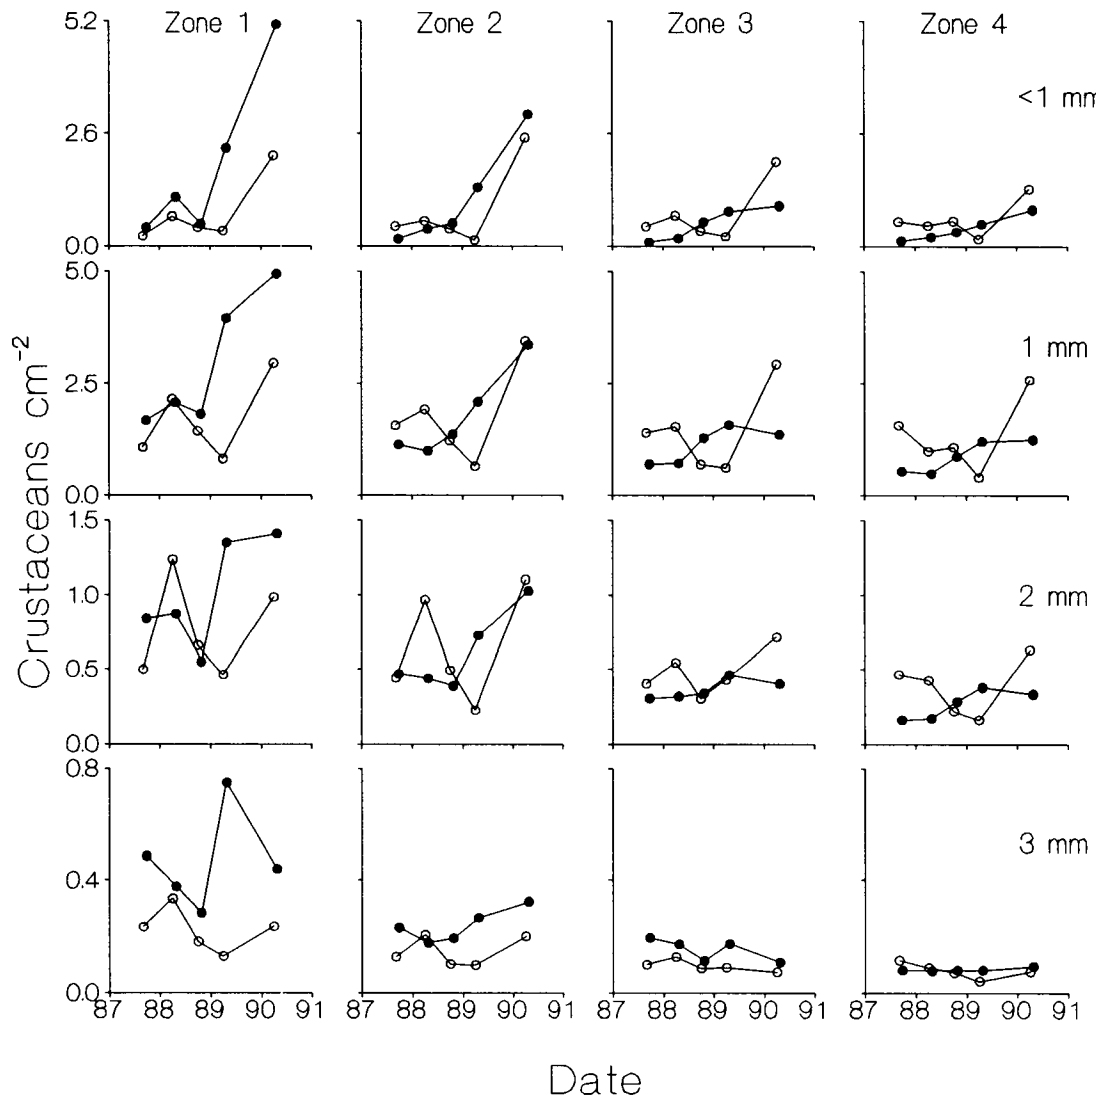 Zone 1 Zone 2 Zone 3 Zone 4
5.2
2.6
0.0
<1 mm
5.0
2.5
0.0
1 mm
1.5
1.0
0.5
0.0
2 mm
0.8
0.4
0.0
3 mm
87 88 89 90 91 87 88 89 90 91 87 88 89 90 91 87 88 89 90 91
Crustaceans cm⁻²
Date